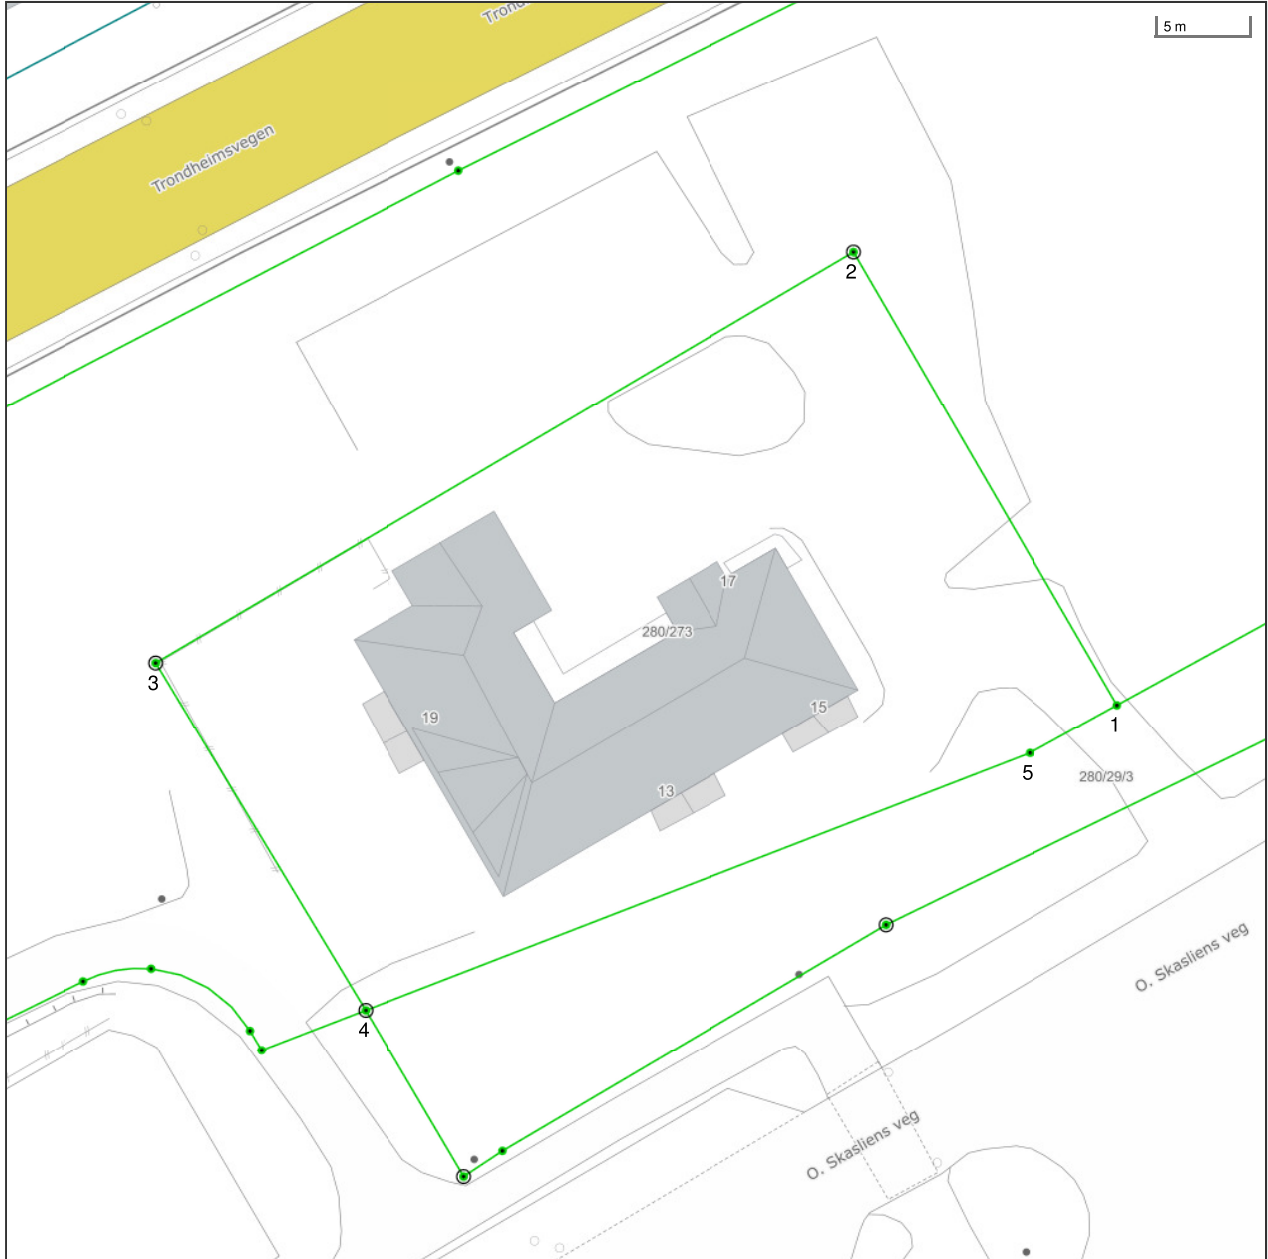 Trond
5 m
Trondheimsvegen
2
17
280/273
3
19
15
1
5
280/29/3
13
O. Skasliens veg
4
O. Skasliens veg